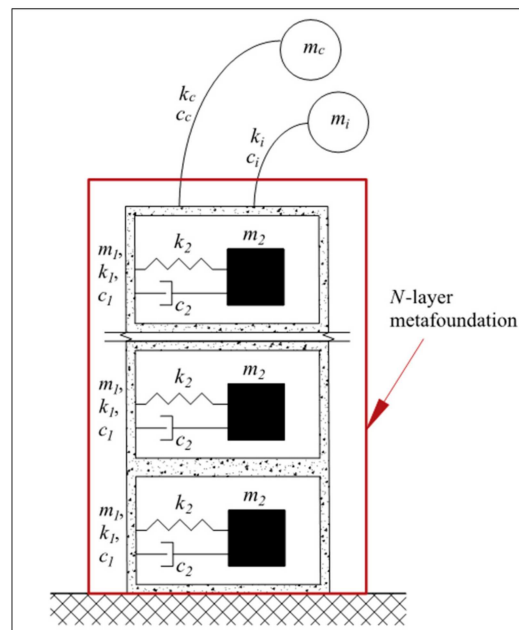 m_c
k_c
c_c
m_i
k_i
c_i
m_2
m_1,
k_1,
c_1
k_2
c_2
N-layer
metafoundation
m_2
m_1,
k_1,
c_1
k_2
c_2
m_2
m_1,
k_1,
c_1
k_2
c_2